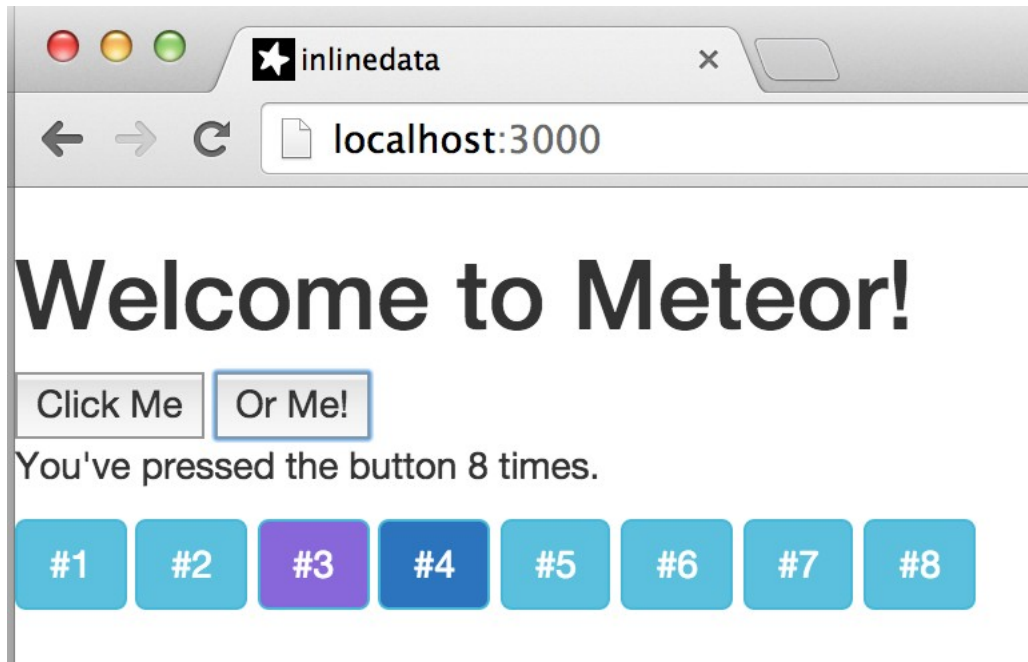 inlinedata
localhost:3000
Welcome to Meteor!
Click Me Or Me!
You've pressed the button 8 times.
#1 #2 #3 #4 #5 #6 #7 #8